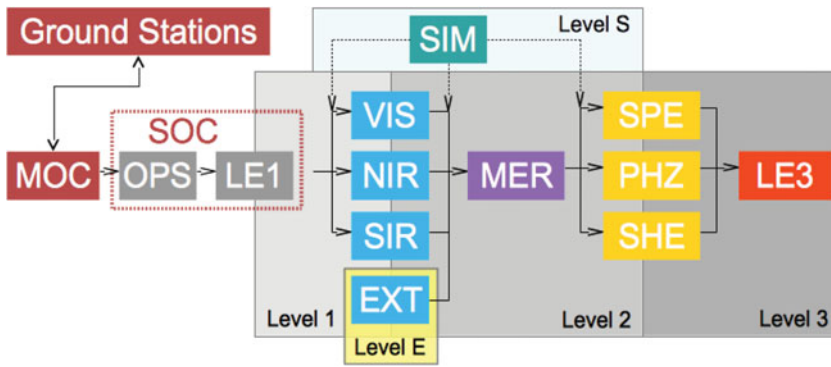 Ground Stations
SIM
Level S
SOC
VIS
SPE
MOC
OPS
LE1
NIR
MER
PHZ
LE3
SIR
SHE
EXT
Level 1
Level E
Level 2
Level 3